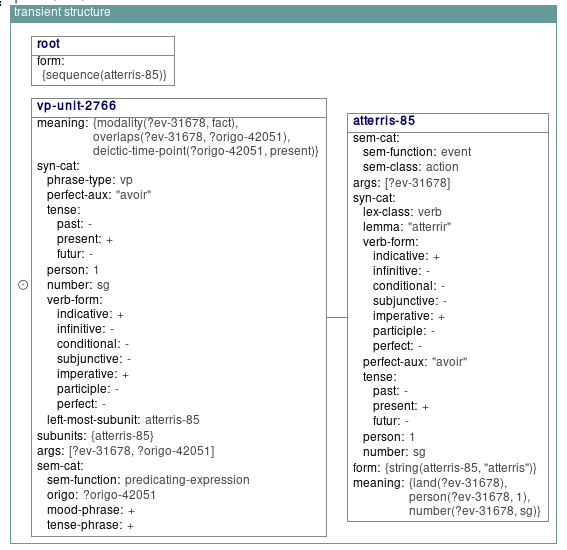 transient structure
root
form:
{sequence(atterris-85)}
vp-unit-2766
meaning: {modality(?ev-31678, fact),
overlaps(?ev-31678, ?origo-42051),
deictic-time-point(?origo-42051, present)}
syn-cat:
phrase-type: vp
perfect-aux: "avoir"
tense:
past: -
present: +
futur: -
person: 1
number: sg
verb-form:
indicative: +
infinitive: -
conditional: -
subjunctive: -
imperative: +
participle: -
perfect: -
left-most-subunit: atterris-85
subunits: {atterris-85}
args: [?ev-31678, ?origo-42051]
sem-cat:
sem-function: predicating-expression
origo: ?origo-42051
mood-phrase: +
tense-phrase: +
atterris-85
sem-cat:
sem-function: event
sem-class: action
args: [?ev-31678]
syn-cat:
lex-class: verb
lemma: "atterrir"
verb-form:
indicative: +
infinitive: -
conditional: -
subjunctive: -
imperative: +
participle: -
perfect: -
perfect-aux: "avoir"
tense:
past: -
present: +
futur: -
person: 1
number: sg
form: {string(atterris-85, "atterris")}
meaning: {land(?ev-31678),
person(?ev-31678, 1),
number(?ev-31678, sg)}